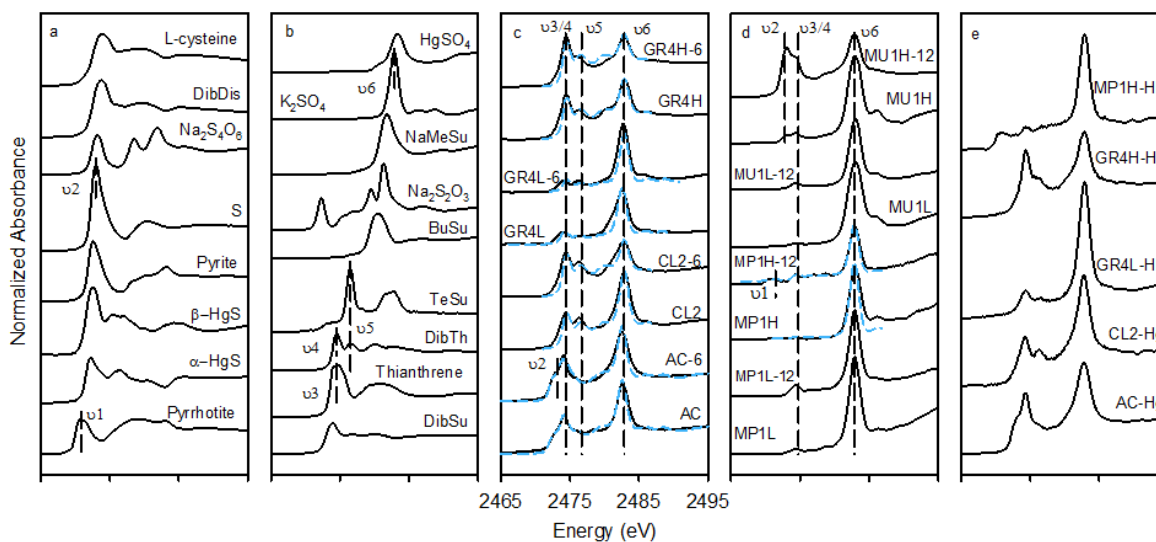 Normalized Absorbance
a
L-cysteine
DibDis
Na2S4O6
υ2
S
Pyrite
β–HgS
α–HgS
υ1
Pyrrhotite
b
HgSO4
υ6
K2SO4
NaMeSu
Na2S2O3
BuSu
TeSu
υ5
υ4
DibTh
Thianthrene
υ3
DibSu
c
υ3/4
υ5
υ6
GR4H-6
GR4H
GR4L-6
GR4L
CL2-6
CL2
υ2
AC-6
AC
d
υ2
υ3/4
υ6
MU1H-12
MU1H
MU1L-12
MU1L
MP1H-12
υ1
MP1H
MP1L-12
MP1L
e
MP1H-H
GR4H-H
GR4L-H
CL2-H
AC-H
2465
2475
2485
2495
Energy (eV)